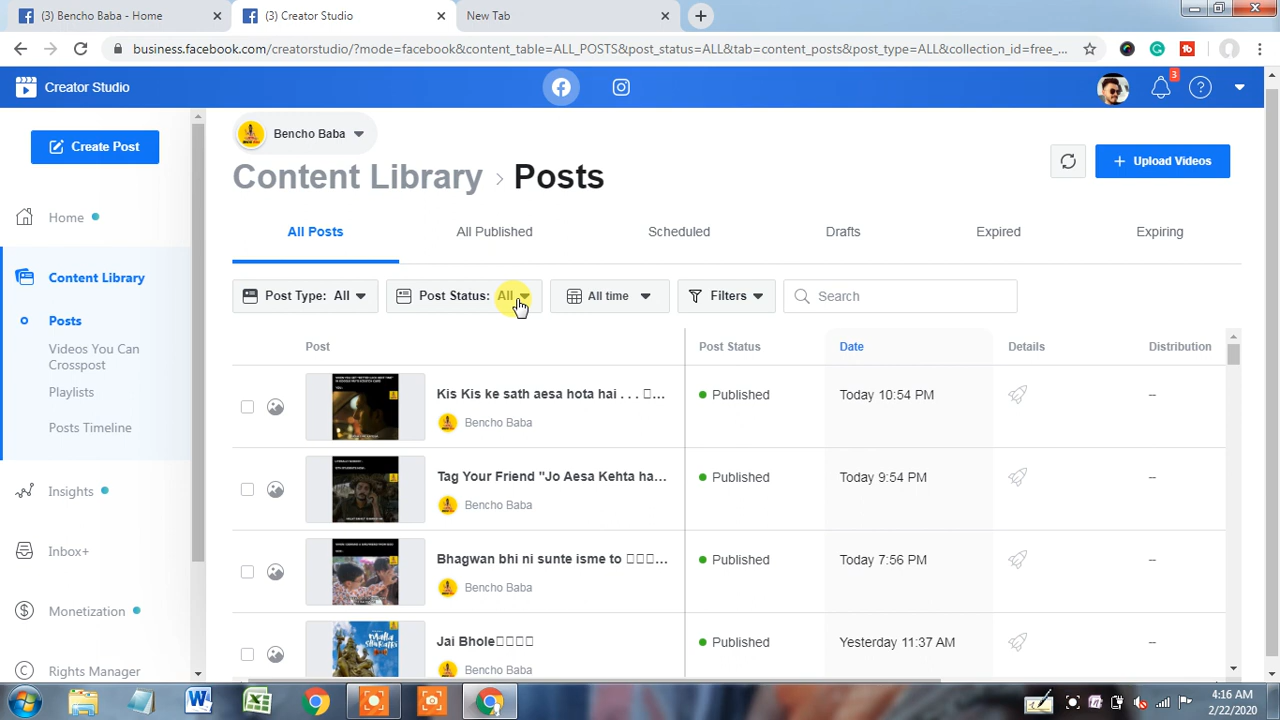 (3) Bencho Baba - Home
(3) Creator Studio
New Tab
business.facebook.com/creatorstudio/?mode=facebook&content_table=ALL_POSTS&post_status=ALL&tab=content_posts&post_type=ALL&collection_id=free_...
Creator Studio
3
Bencho Baba
Create Post
Content Library › Posts
Upload Videos
Home
All Posts
All Published
Scheduled
Drafts
Expired
Expiring
Content Library
Post Type: All
Post Status: All
All time
Filters
Search
Posts
Videos You Can
Crosspost
Playlists
Posts Timeline
Insights
Inbox+
Monetization
Rights Manager
Post
Post Status
Date
Details
Distribution
Kis Kis ke sath aesa hota hai . . . □...
Bencho Baba
Published
Today 10:54 PM
--
Tag Your Friend "Jo Aesa Kehta ha...
Bencho Baba
Published
Today 9:54 PM
--
Bhagwan bhi ni sunte isme to □□□...
Bencho Baba
Published
Today 7:56 PM
--
Jai Bhole□□□□
Bencho Baba
Published
Yesterday 11:37 AM
--
4:16 AM
2/22/2020